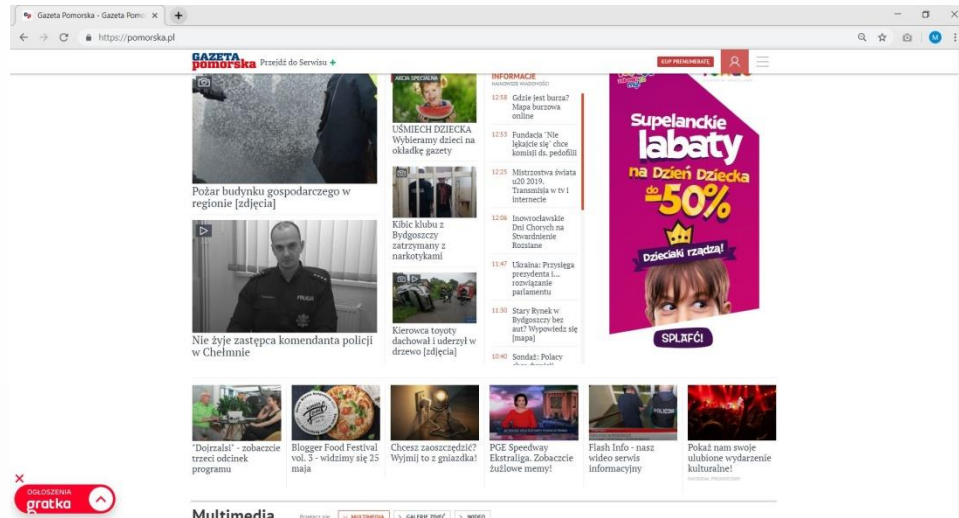 Gazeta Pomorska - Gazeta Pomo
https://pomorska.pl
GAZETA
pomorska
Przejdź do Serwisu +
KUP PRENUMERATĘ
AKCJA SPECJALNA
Pożar budynku gospodarczego w
regionie [zdjęcia]
POLICJA
Nie żyje zastępca komendanta policji
w Chełmnie
UŚMIECH DZIECKA
Wybieramy dzieci na
okładkę gazety
Kibic klubu z
Bydgoszczy
zatrzymany z
narkotykami
Kierowca toyoty
dachował i uderzył w
drzewo [zdjęcia]
INFORMACJE
NAJNOWSZE WIADOMOŚCI
12:58 Gdzie jest burza?
Mapa burzowa
online
12:53 Fundacja "Nie
lękajcie się" chce
komisji ds. pedofilii
12:25 Mistrzostwa świata
u20 2019.
Transmisja w tv i
internecie
12:06 Inowrocławskie
Dni Chorych na
Stwardnienie
Rozsiane
11:47 Ukraina: Przysięga
prezydenta i...
rozwiązanie
parlamentu
11:30 Stary Rynek w
Bydgoszczy bez
aut? Wypowiedz się
[mapa]
10:40 Sondaż: Polacy
Supelanckie
labaty
na Dzień Dziecka
do -50%
Dzieciaki rządzą!
SPLAFĆ!
"Dojrzalsi" - zobaczcie
trzeci odcinek
programu
Blogger Food Festival
vol. 3 - widzimy się 25
maja
Chcesz zaoszczędzić?
Wyjmij to z gniazdka!
PGE Speedway
Ekstraliga. Zobaczcie
żużlowe memy!
Flash Info - nasz
wideo serwis
informacyjny
Pokaż nam swoje
ulubione wydarzenie
kulturalne!
MATERIAŁ PROMOCYJNY
OGŁOSZENIA
gratka
Multimedia
MULTIMEDIA
GALERIE ZDJĘĆ
WIDEO